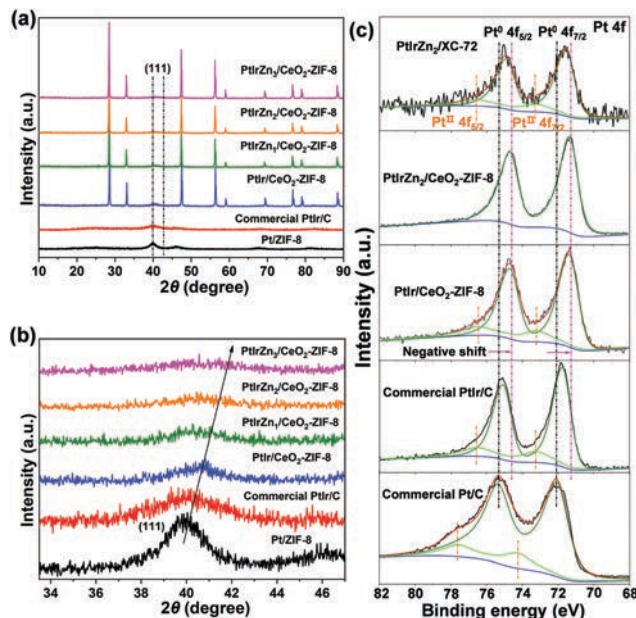 (a)
(111)
PtIrZn3/CeO2-ZIF-8
PtIrZn2/CeO2-ZIF-8
PtIrZn1/CeO2-ZIF-8
PtIr/CeO2-ZIF-8
Commercial PtIr/C
Pt/ZIF-8
Intensity (a.u.)
10 20 30 40 50 60 70 80 90
2θ (degree)
(b)
PtIrZn3/CeO2-ZIF-8
PtIrZn2/CeO2-ZIF-8
PtIrZn1/CeO2-ZIF-8
PtIr/CeO2-ZIF-8
Commercial PtIr/C
(111)
Pt/ZIF-8
Intensity (a.u.)
34 36 38 40 42 44 46
2θ (degree)
(c)
Pt0 4f5/2 Pt0 4f7/2 Pt 4f
PtIrZn2/XC-72
PtII 4f5/2 PtII 4f7/2
PtIrZn2/CeO2-ZIF-8
PtIr/CeO2-ZIF-8
Negative shift
Commercial PtIr/C
Commercial Pt/C
Intensity (a.u.)
82 80 78 76 74 72 70 68
Binding energy (eV)